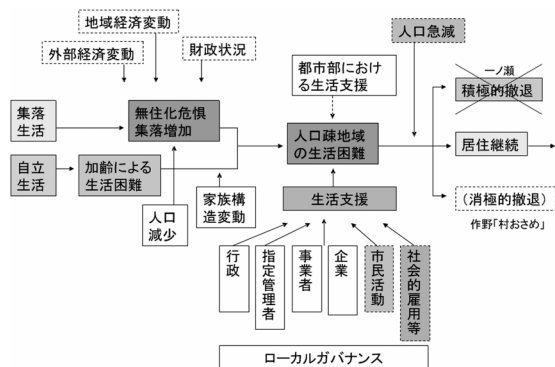 地域経済変動
外部経済変動
財政状況
人口急減
都市部におけ
る生活支援
一ノ瀬
積極的撤退
集落
生活
無住化危惧
集落増加
人口疎地域
の生活困難
居住継続
自立
生活
加齢による
生活困難
人口
減少
家族構
造変動
生活支援
(消極的撤退)
作野「村おさめ」
行政
指定管理者
事業者
企業
市民活動
社会的雇用等
ローカルガバナンス